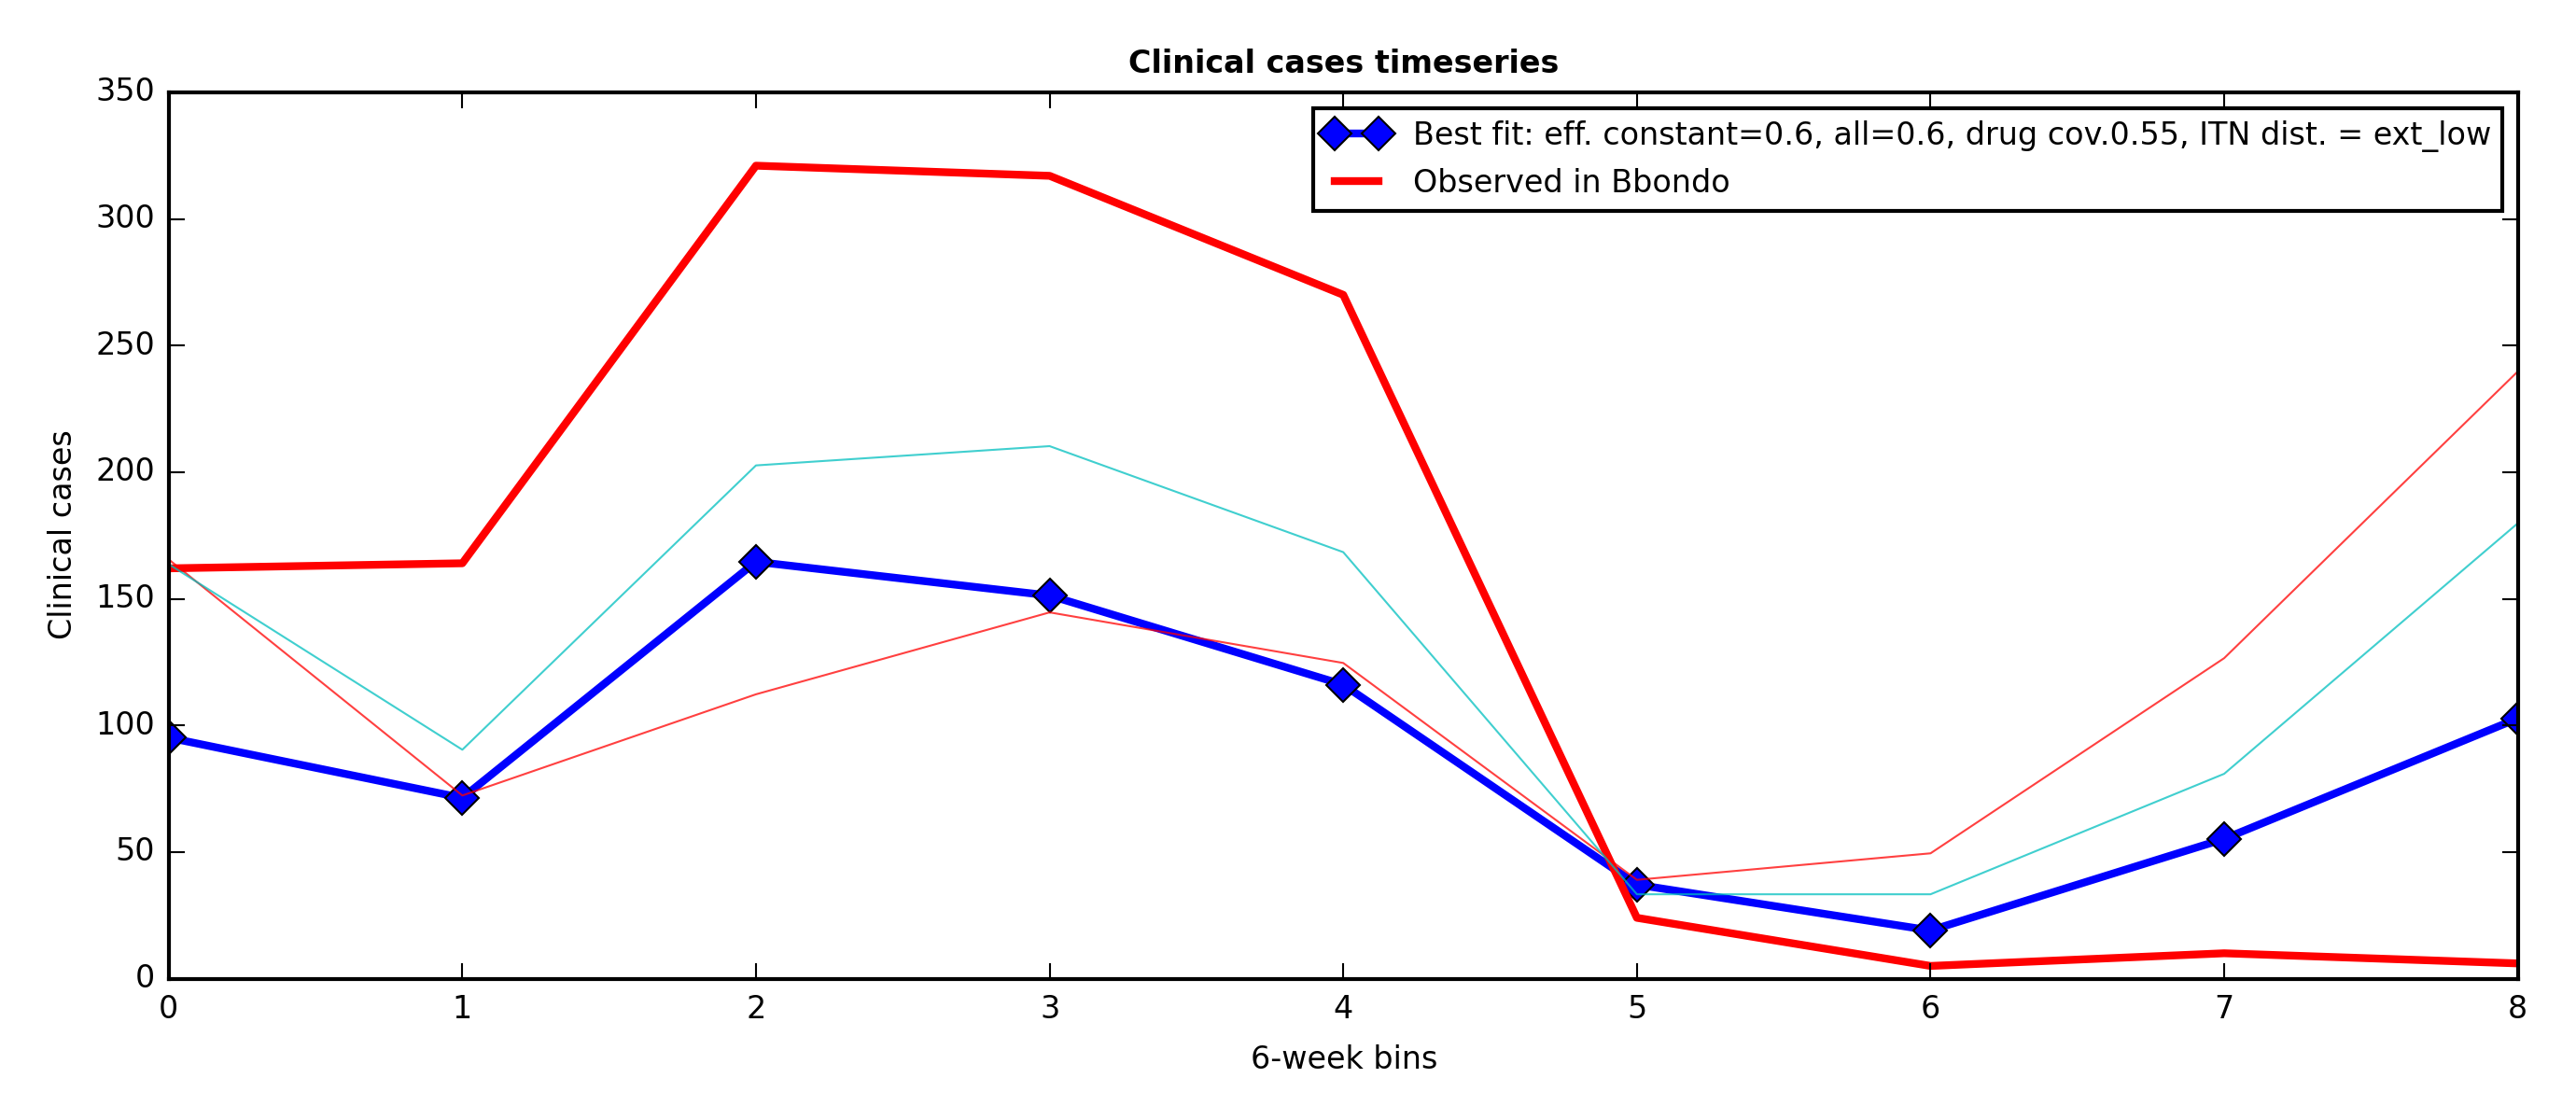 Clinical cases timeseries
350
300
250
200
150
100
50
0
Clinical cases
Best fit: eff. constant=0.6, all=0.6, drug cov.0.55, ITN dist. = ext_low
Observed in Bbondo
0 1 2 3 4 5 6 7 8
6-week bins